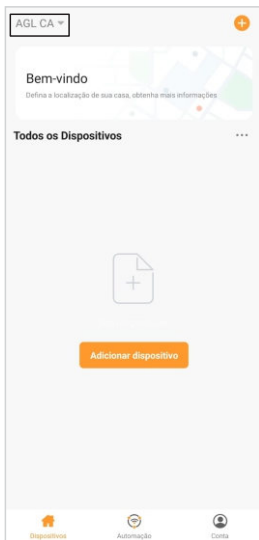 AGL CA
Bem-vindo
Defina a localização de sua casa, obtenha mais informações
Todos os Dispositivos
Adicionar dispositivo
Dispositivos
Automação
Conta